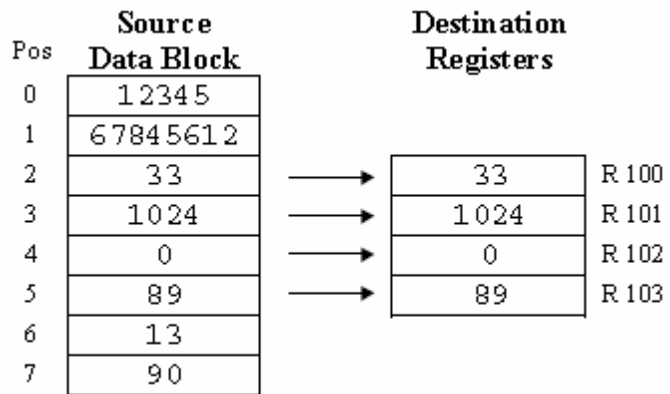 Source Destination
Pos Data Block Registers
0 12345
1 67845612
2 33 33 R 100
3 1024 1024 R 101
4 0 0 R 102
5 89 89 R 103
6 13
7 90